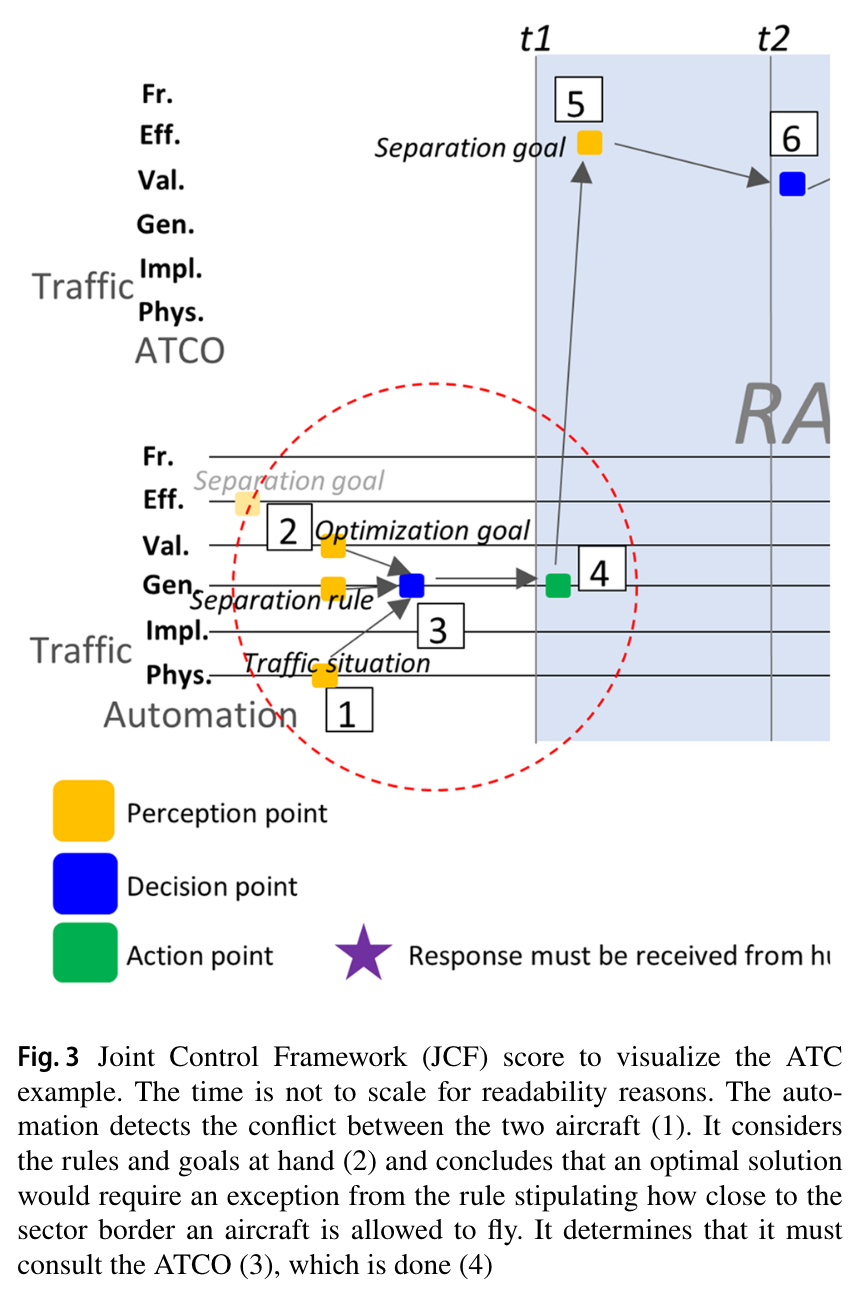 t1 t2
Fr.
5
Eff.
Separation goal
6
Val.
Gen.
Impl.
Traffic
Phys.
ATCO
RA
Fr.
Separation goal
Eff.
2 Optimization goal
Val.
4
Gen.
Separation rule
Impl.
3
Traffic
Traffic situation
Phys.
Automation
1
Perception point
Decision point
Action point
Response must be received from hu
Fig. 3 Joint Control Framework (JCF) score to visualize the ATC
example. The time is not to scale for readability reasons. The auto-
mation detects the conflict between the two aircraft (1). It considers
the rules and goals at hand (2) and concludes that an optimal solution
would require an exception from the rule stipulating how close to the
sector border an aircraft is allowed to fly. It determines that it must
consult the ATCO (3), which is done (4)